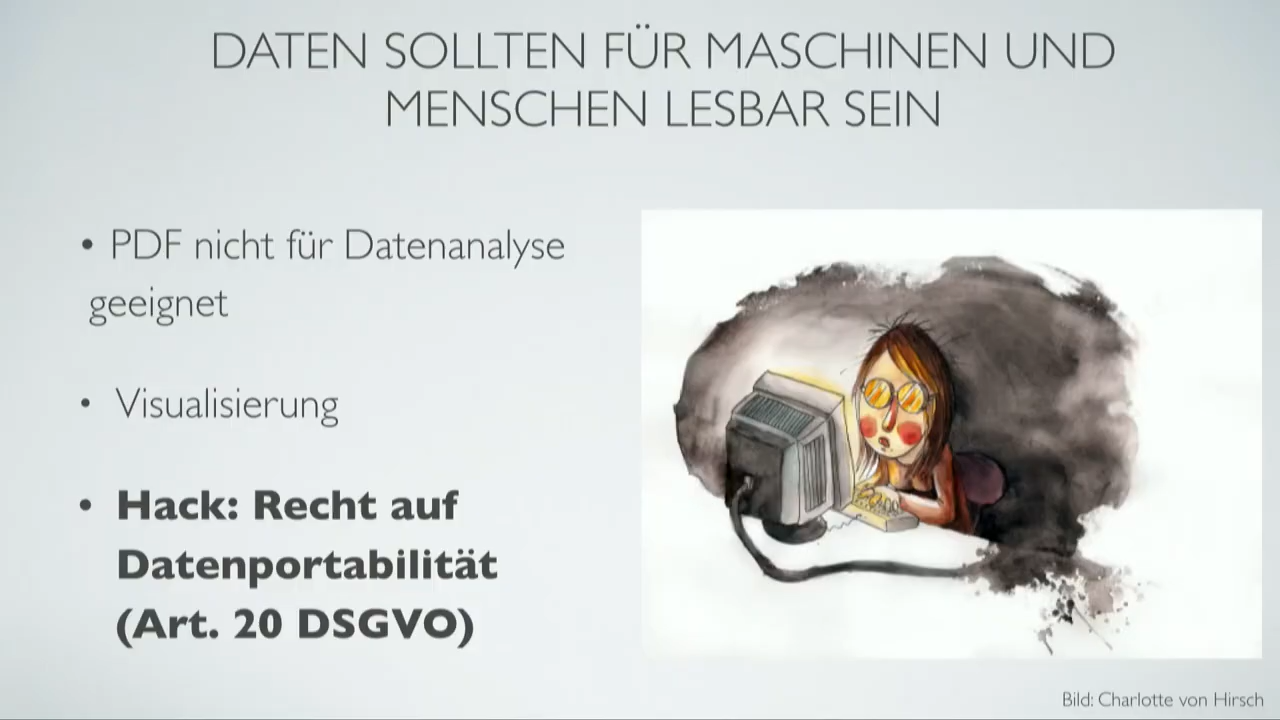 DATEN SOLLTEN FÜR MASCHINEN UND
MENSCHEN LESBAR SEIN
• PDF nicht für Datenanalyse
geeignet
• Visualisierung
• Hack: Recht auf
Datenportabilität
(Art. 20 DSGVO)
Bild: Charlotte von Hirsch